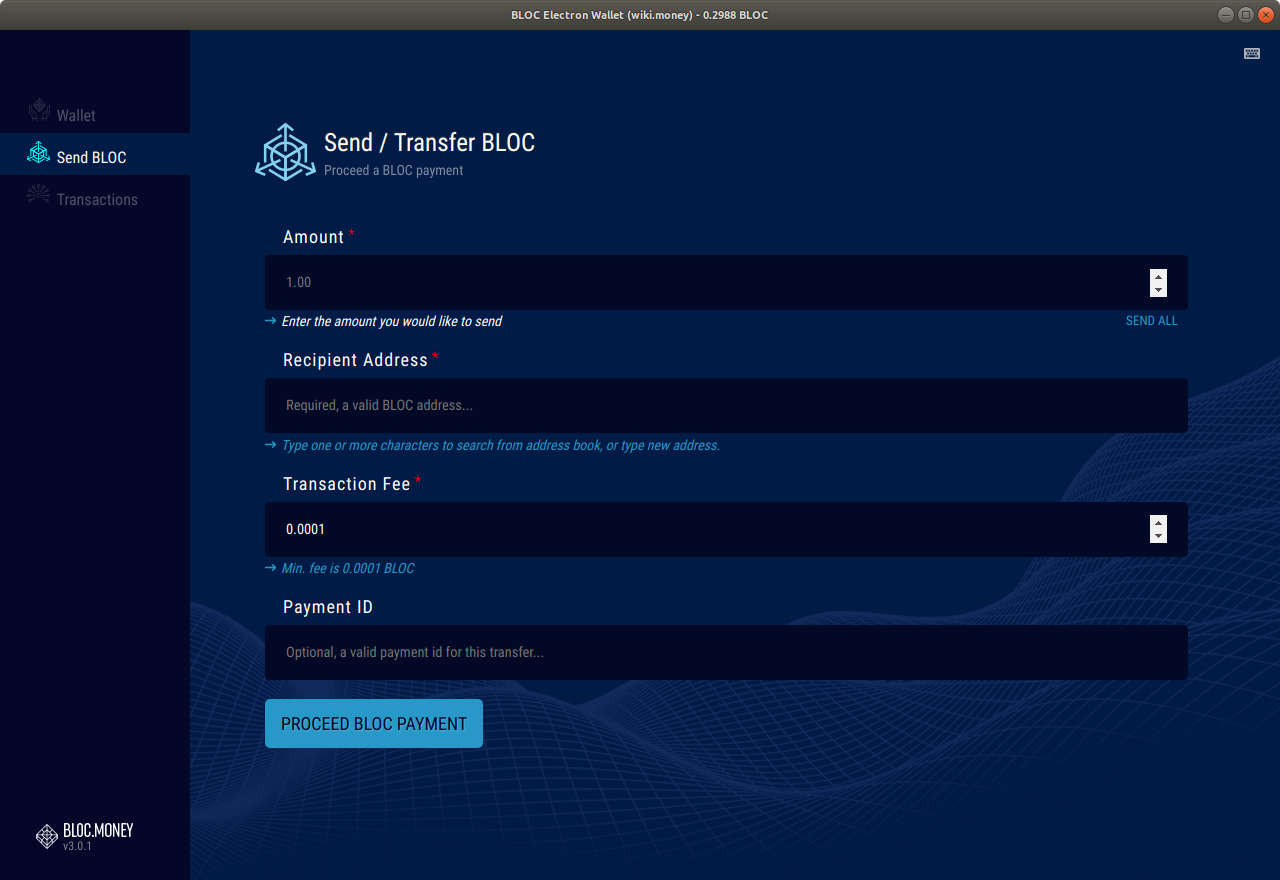 BLOC Electron Wallet (wiki.money) - 0.2988 BLOC
Wallet
Send BLOC
Transactions
Send / Transfer BLOC
Proceed a BLOC payment
Amount *
1.00
→ Enter the amount you would like to send
SEND ALL
Recipient Address *
Required, a valid BLOC address...
→ Type one or more characters to search from address book, or type new address.
Transaction Fee *
0.0001
→ Min. fee is 0.0001 BLOC
Payment ID
Optional, a valid payment id for this transfer...
PROCEED BLOC PAYMENT
BLOC.MONEY
v3.0.1